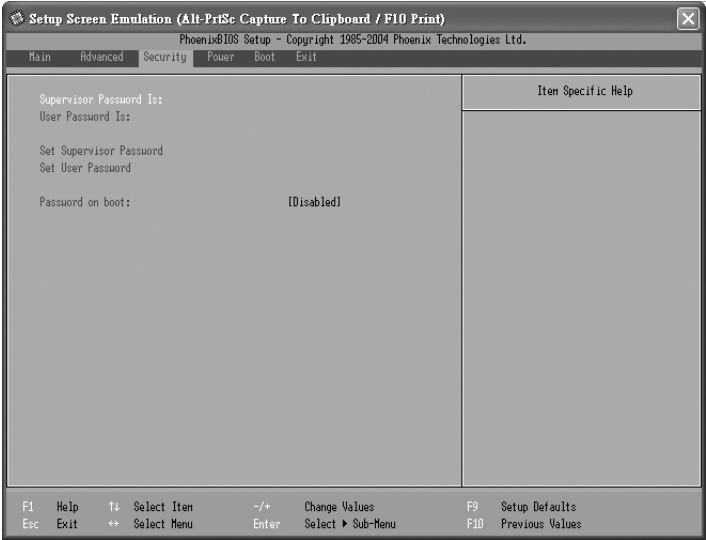 Setup Screen Emulation (Alt-PrtSc Capture To Clipboard / F10 Print)
PhoenixBIOS Setup - Copyright 1985-2004 Phoenix Technologies Ltd.
Main Advanced Security Power Boot Exit
Item Specific Help
Supervisor Password Is:
User Password Is:
Set Supervisor Password
Set User Password
Password on boot: [Disabled]
F1 Help ↑↓ Select Item -/+ Change Values F9 Setup Defaults
Esc Exit ↔ Select Menu Enter Select ▶ Sub-Menu F10 Previous Values